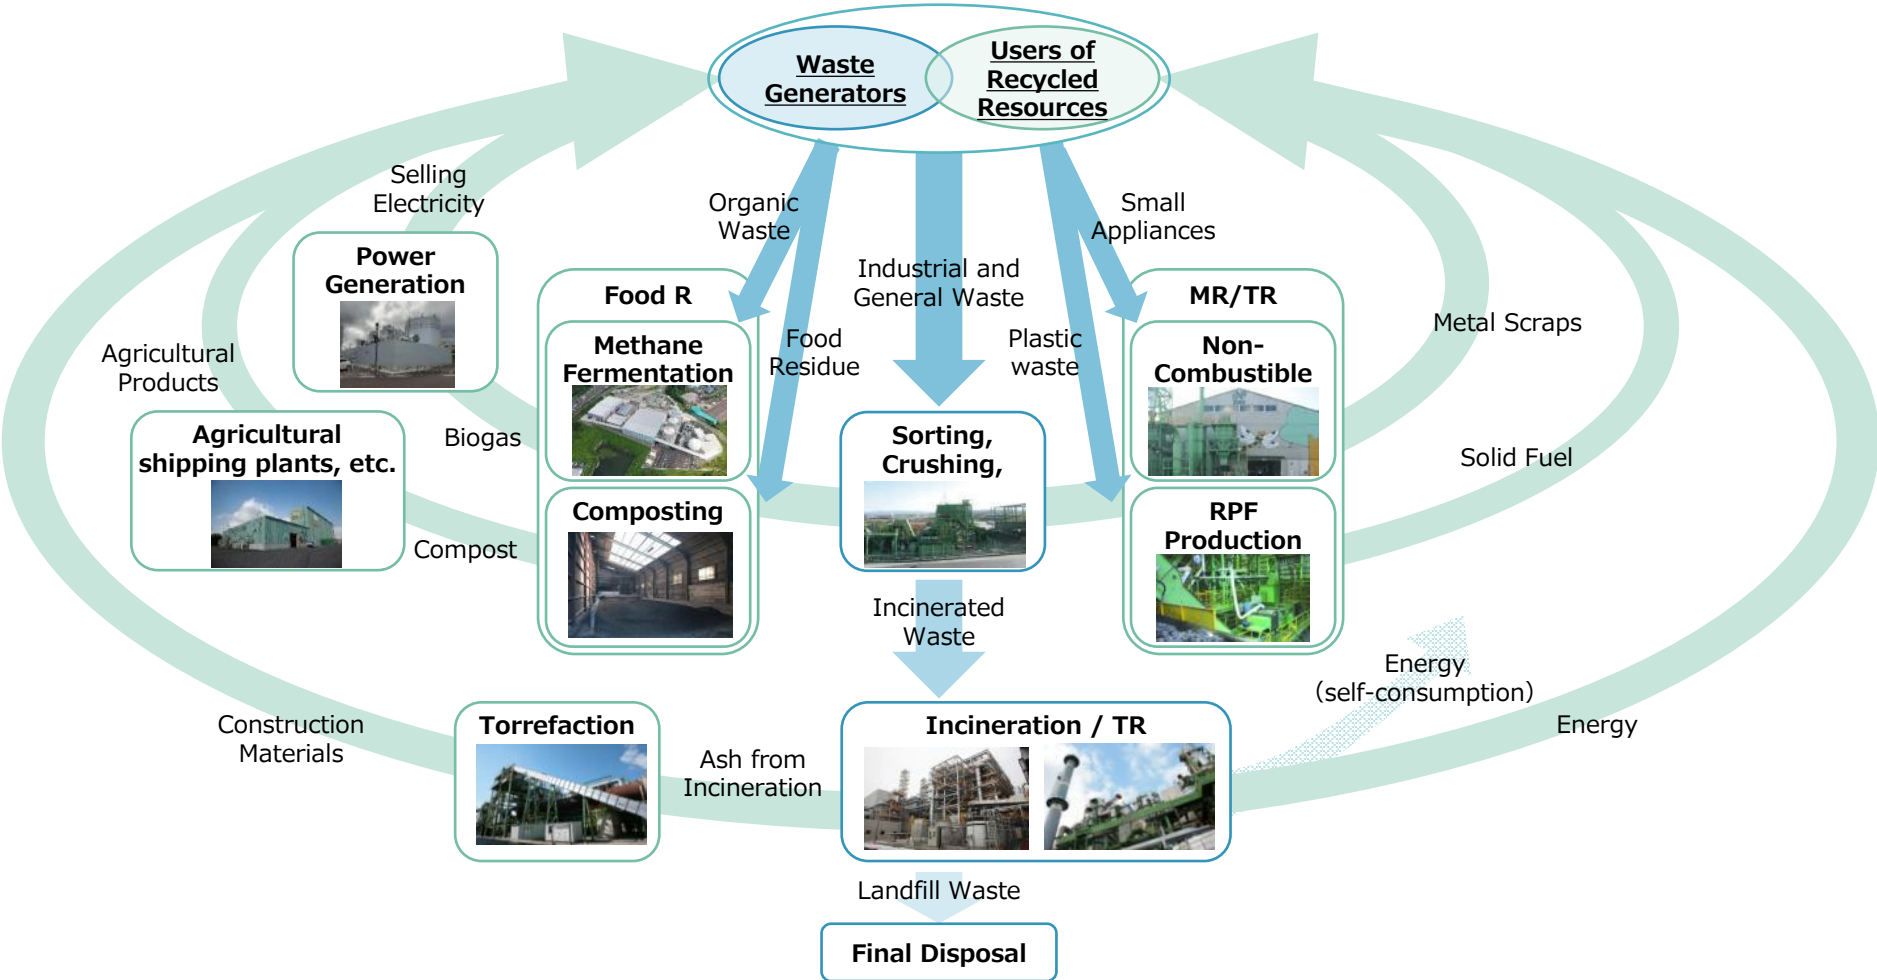 Waste
Generators
Users of
Recycled
Resources
Selling
Electricity
Organic
Waste
Small
Appliances
Power
Generation
Industrial and
General Waste
Food R
MR/TR
Agricultural
Products
Methane
Fermentation
Food
Residue
Plastic
waste
Non-
Combustible
Metal Scraps
Agricultural
shipping plants, etc.
Biogas
Sorting,
Crushing,
Solid Fuel
Composting
RPF
Production
Compost
Incinerated
Waste
Energy
(self-consumption)
Construction
Materials
Torrefaction
Ash from
Incineration
Incineration / TR
Energy
Landfill Waste
Final Disposal